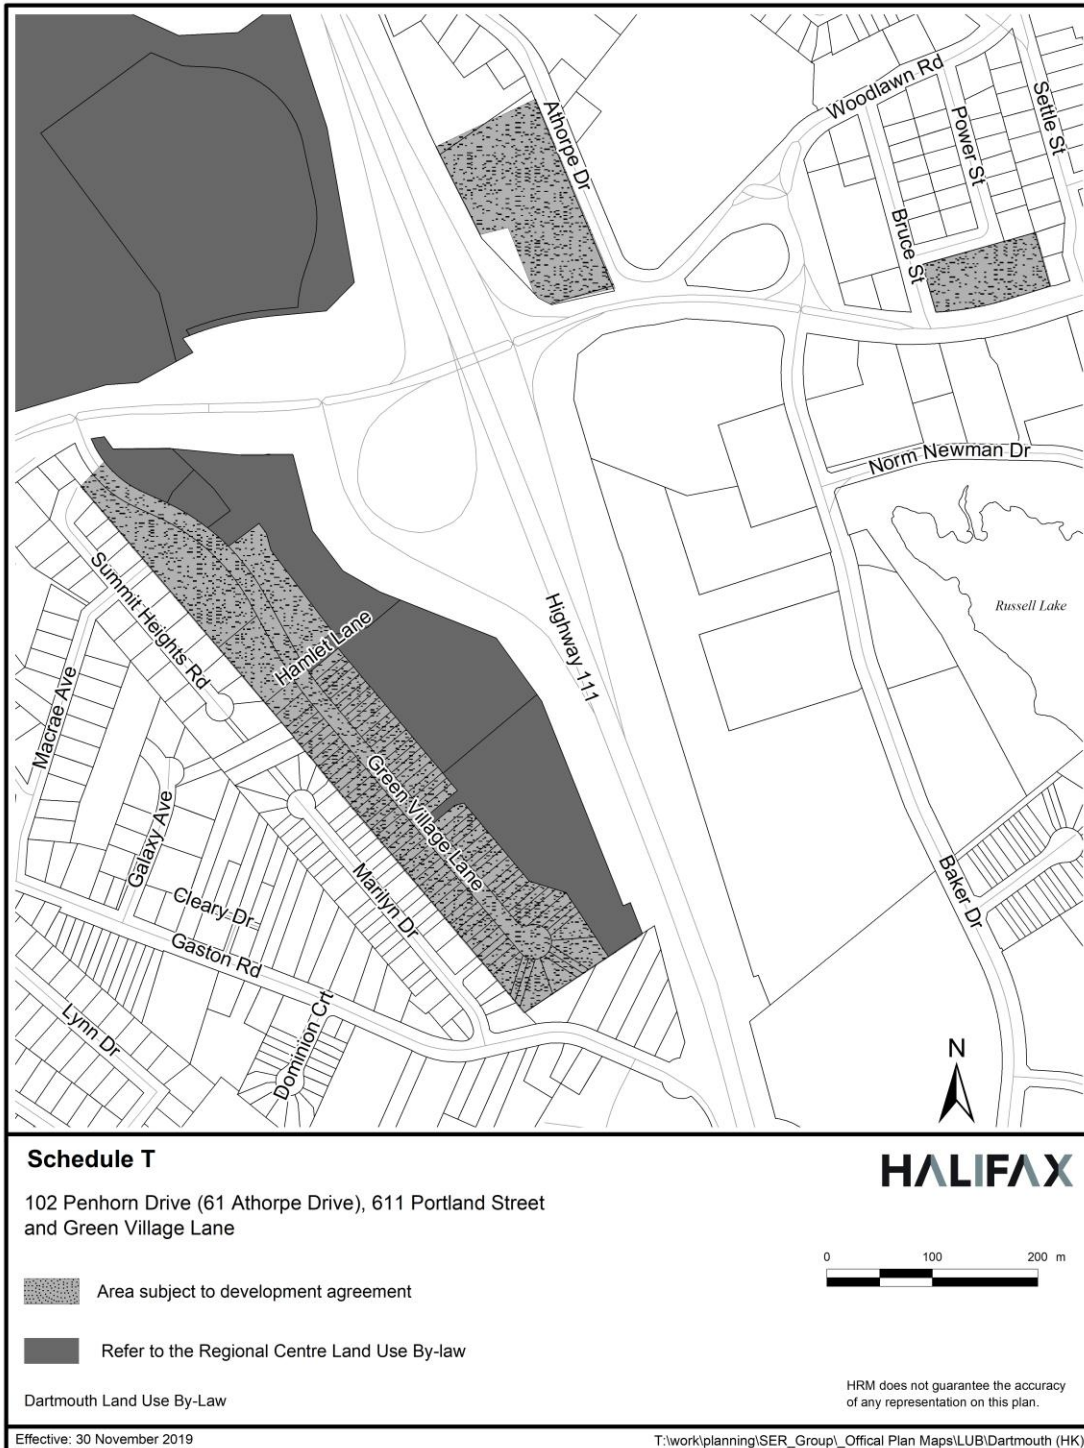 Woodlawn Rd
Athorpe Dr
Power St
Settle St
Bruce St
Norm Newman Dr
Russell Lake
Highway 111
Hamlet Lane
Summit Heights Rd
Macrae Ave
Green Village Lane
Galaxy Ave
Marilyn Dr
Cleary Dr
Gaston Rd
Baker Dr
Lynn Dr
Dominion Crt
N
Schedule T
HALIFAX
102 Penhorn Drive (61 Athorpe Drive), 611 Portland Street
and Green Village Lane
0 100 200 m
Area subject to development agreement
Refer to the Regional Centre Land Use By-law
Dartmouth Land Use By-Law
HRM does not guarantee the accuracy
of any representation on this plan.
Effective: 30 November 2019
T:\work\planning\SER_Group\_Offical Plan Maps\LUB\Dartmouth (HK)